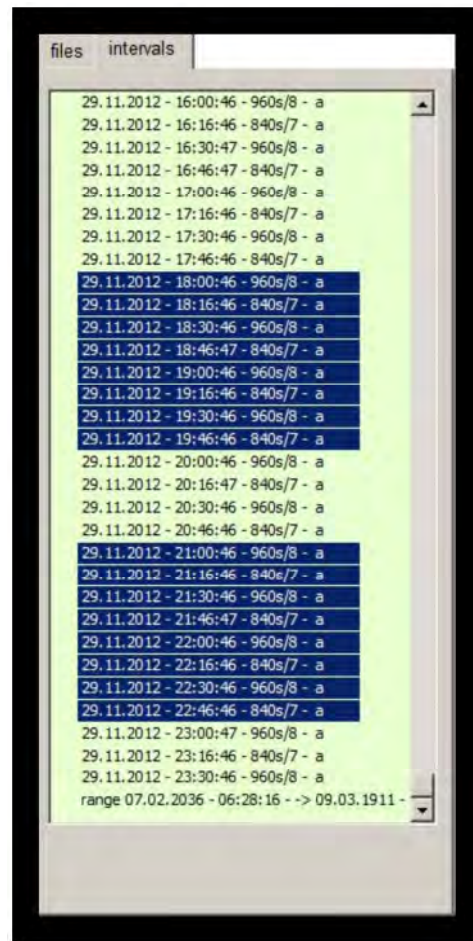 files intervals
29.11.2012 - 16:00:46 - 960s/8 - a
29.11.2012 - 16:16:46 - 840s/7 - a
29.11.2012 - 16:30:47 - 960s/8 - a
29.11.2012 - 16:46:47 - 840s/7 - a
29.11.2012 - 17:00:46 - 960s/8 - a
29.11.2012 - 17:16:46 - 840s/7 - a
29.11.2012 - 17:30:46 - 960s/8 - a
29.11.2012 - 17:46:46 - 840s/7 - a
29.11.2012 - 18:00:46 - 960s/8 - a
29.11.2012 - 18:16:46 - 840s/7 - a
29.11.2012 - 18:30:46 - 960s/8 - a
29.11.2012 - 18:46:47 - 840s/7 - a
29.11.2012 - 19:00:46 - 960s/8 - a
29.11.2012 - 19:16:46 - 840s/7 - a
29.11.2012 - 19:30:46 - 960s/8 - a
29.11.2012 - 19:46:46 - 840s/7 - a
29.11.2012 - 20:00:46 - 960s/8 - a
29.11.2012 - 20:16:47 - 840s/7 - a
29.11.2012 - 20:30:46 - 960s/8 - a
29.11.2012 - 20:46:46 - 840s/7 - a
29.11.2012 - 21:00:46 - 960s/8 - a
29.11.2012 - 21:16:46 - 840s/7 - a
29.11.2012 - 21:30:46 - 960s/8 - a
29.11.2012 - 21:46:47 - 840s/7 - a
29.11.2012 - 22:00:46 - 960s/8 - a
29.11.2012 - 22:16:46 - 840s/7 - a
29.11.2012 - 22:30:46 - 960s/8 - a
29.11.2012 - 22:46:46 - 840s/7 - a
29.11.2012 - 23:00:47 - 960s/8 - a
29.11.2012 - 23:16:46 - 840s/7 - a
29.11.2012 - 23:30:46 - 960s/8 - a
range 07.02.2036 - 06:28:16 --> 09.03.1911 -